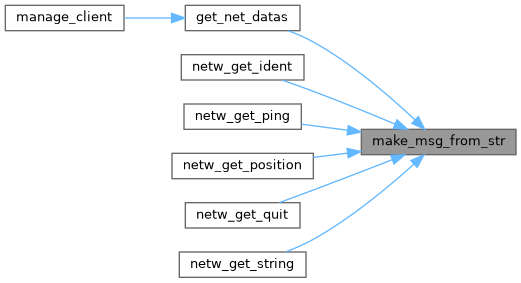 manage_client
get_net_datas
netw_get_ident
netw_get_ping
make_msg_from_str
netw_get_position
netw_get_quit
netw_get_string